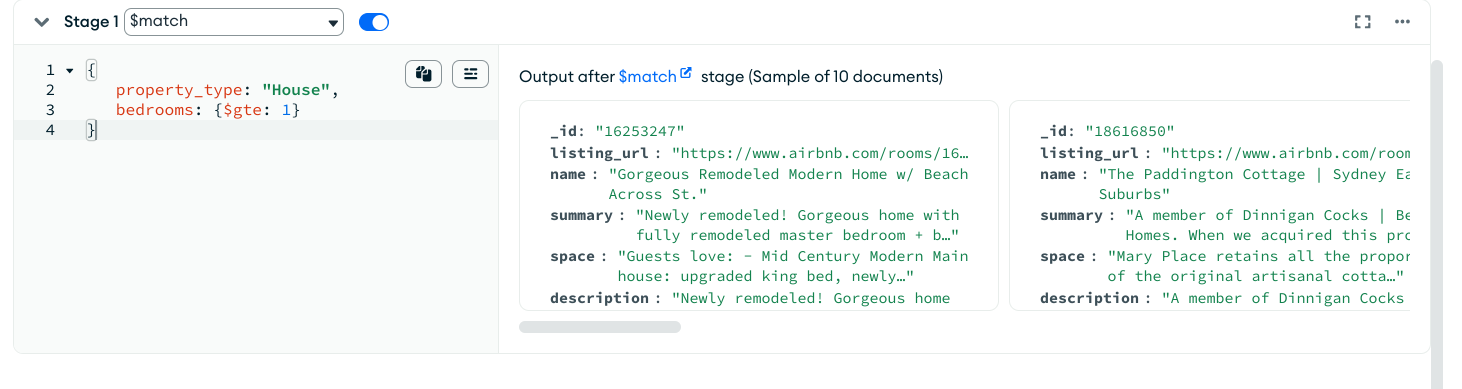 Stage 1 $match
1 {
2 property_type: "House",
3 bedrooms: {$gte: 1}
4 }
Output after $match stage (Sample of 10 documents)
_id: "16253247"
listing_url : "https://www.airbnb.com/rooms/16…
name : "Gorgeous Remodeled Modern Home w/ Beach
Across St."
summary : "Newly remodeled! Gorgeous home with
fully remodeled master bedroom + b…"
space : "Guests love: - Mid Century Modern Main
house: upgraded king bed, newly…"
description : "Newly remodeled! Gorgeous home
_id: "18616850"
listing_url : "https://www.airbnb.com/room
name : "The Paddington Cottage | Sydney Ea
Suburbs"
summary : "A member of Dinnigan Cocks | Be
Homes. When we acquired this pro
space : "Mary Place retains all the propor
of the original artisanal cotta…"
description : "A member of Dinnigan Cocks